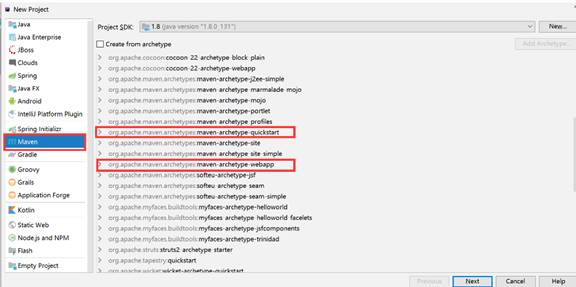 New Project
Java
Java Enterprise
JBoss
Clouds
Spring
Java FX
Android
IntelliJ Platform Plugin
Spring Initializr
Maven
Gradle
Groovy
Grails
Application Forge
Kotlin
Static Web
Node.js and NPM
Flash
Empty Project
Project SDK: 1.8 (java version "1.8.0_131") New...
Create from archetype Add Archetype...
org.apache.cocoon:cocoon-22-archetype-block-plain
org.apache.cocoon:cocoon-22-archetype-webapp
org.apache.maven.archetypes:maven-archetype-j2ee-simple
org.apache.maven.archetypes:maven-archetype-marmalade-mojo
org.apache.maven.archetypes:maven-archetype-mojo
org.apache.maven.archetypes:maven-archetype-portlet
org.apache.maven.archetypes:maven-archetype-profiles
org.apache.maven.archetypes:maven-archetype-quickstart
org.apache.maven.archetypes:maven-archetype-site
org.apache.maven.archetypes:maven-archetype-site-simple
org.apache.maven.archetypes:maven-archetype-webapp
org.apache.maven.archetypes:softeu-archetype-jsf
org.apache.maven.archetypes:softeu-archetype-seam
org.apache.maven.archetypes:softeu-archetype-seam-simple
org.apache.myfaces.buildtools:myfaces-archetype-helloworld
org.apache.myfaces.buildtools:myfaces-archetype-helloworld-facelets
org.apache.myfaces.buildtools:myfaces-archetype-jsfcomponents
org.apache.myfaces.buildtools:myfaces-archetype-trinidad
org.apache.struts:struts2-archetype-starter
org.apache.tapestry:quickstart
org.apache.wicket:wicket-archetype-quickstart
Previous Next Cancel Help